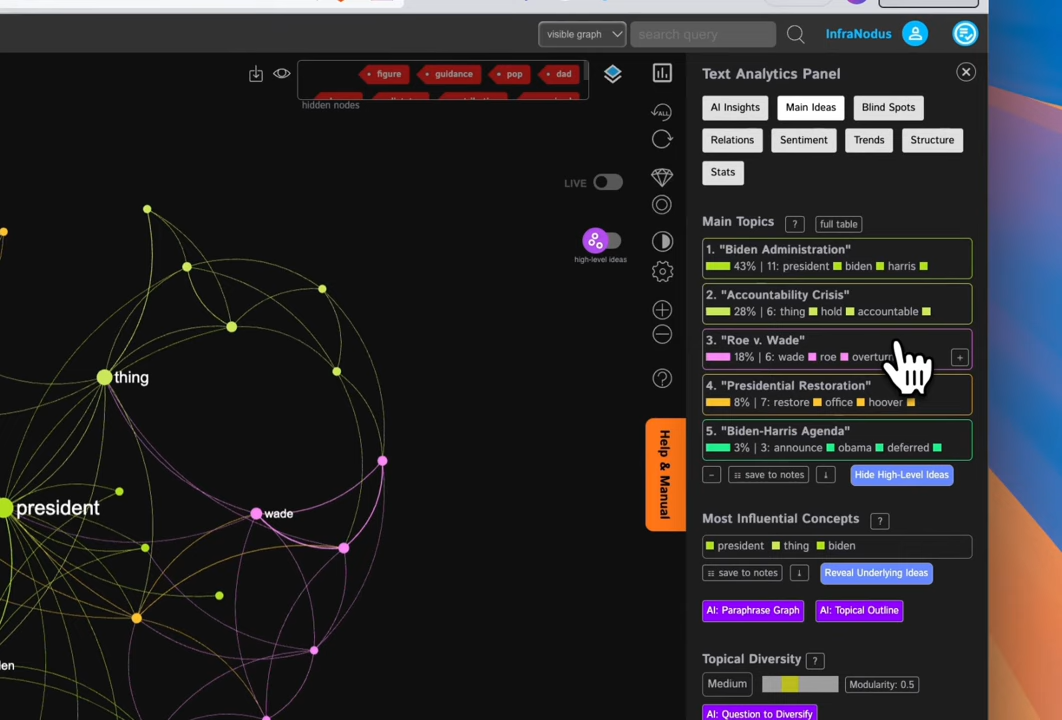 visible graph
search query
InfraNodus
figure
guidance
pop
dad
hidden nodes
LIVE
high-level ideas
ALL
Help & Manual
thing
president
wade
Text Analytics Panel
AI Insights
Main Ideas
Blind Spots
Relations
Sentiment
Trends
Structure
Stats
Main Topics
?
full table
1. "Biden Administration"
43% | 11: president biden harris
2. "Accountability Crisis"
28% | 6: thing hold accountable
3. "Roe v. Wade"
18% | 6: wade roe
+
4. "Presidential Restoration"
8% | 7: restore office hoover
5. "Biden-Harris Agenda"
3% | 3: announce obama deferred
−
save to notes
↓
Hide High-Level Ideas
Most Influential Concepts
?
president thing biden
save to notes
↓
Reveal Underlying Ideas
AI: Paraphrase Graph
AI: Topical Outline
Topical Diversity
?
Medium
Modularity: 0.5
AI: Question to Diversify